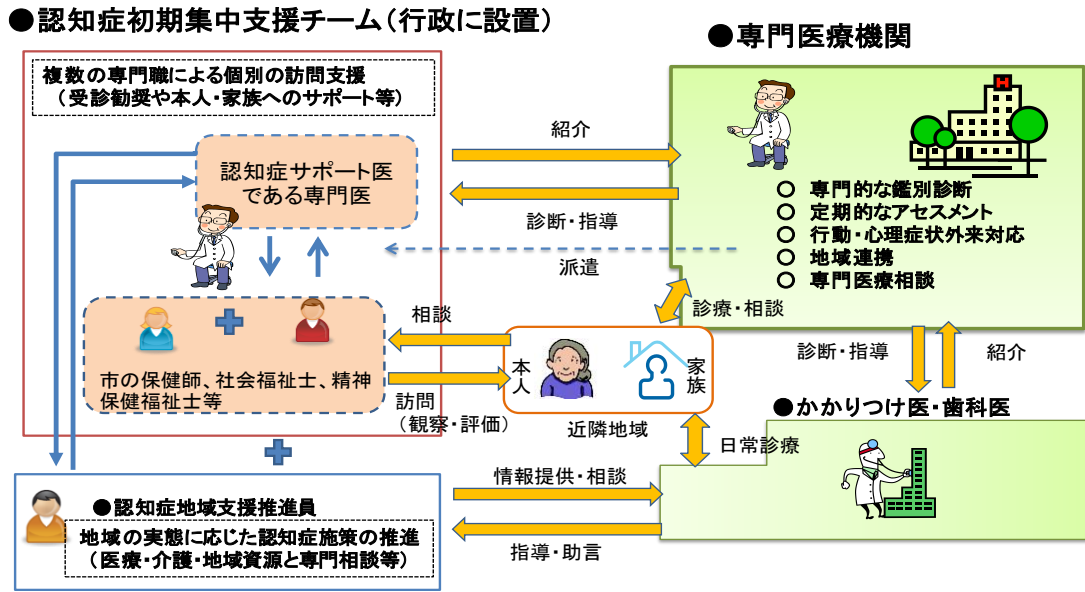 ●認知症初期集中支援チーム（行政に設置）
複数の専門職による個別の訪問支援
（受診勧奨や本人・家族へのサポート等）
認知症サポート医
である専門医
市の保健師、社会福祉士、精神
保健福祉士等
●認知症地域支援推進員
地域の実態に応じた認知症施策の推進
（医療・介護・地域資源と専門相談等）
紹介
診断・指導
派遣
相談
訪問
（観察・評価）
本人
家族
近隣地域
診療・相談
日常診療
情報提供・相談
指導・助言
●専門医療機関
H
○ 専門的な鑑別診断
○ 定期的なアセスメント
○ 行動・心理症状外来対応
○ 地域連携
○ 専門医療相談
診断・指導
紹介
●かかりつけ医・歯科医